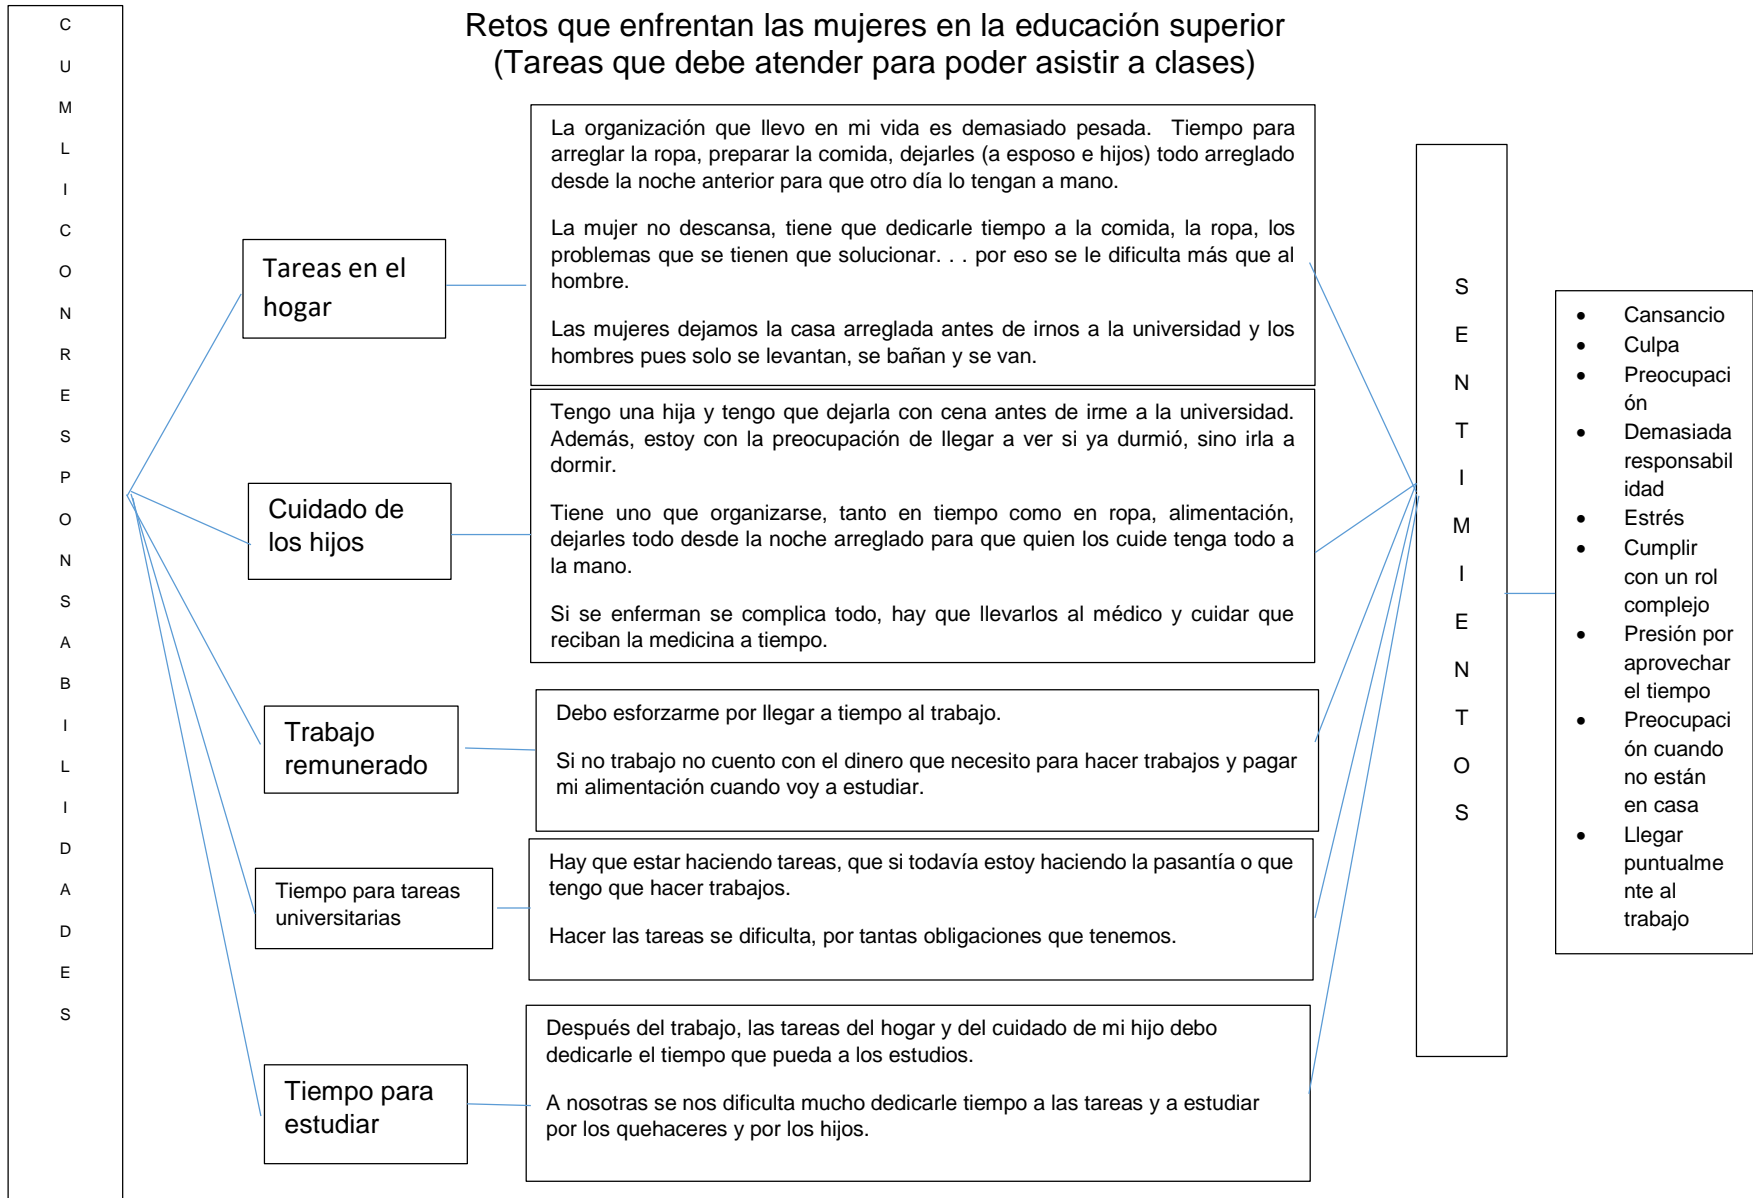 Retos que enfrentan las mujeres en la educación superior
(Tareas que debe atender para poder asistir a clases)
C
U
M
L
I
C
O
N
R
E
S
P
O
N
S
A
B
I
L
I
D
A
D
E
S
Tareas en el
hogar
La organización que llevo en mi vida es demasiado pesada. Tiempo para
arreglar la ropa, preparar la comida, dejarles (a esposo e hijos) todo arreglado
desde la noche anterior para que otro día lo tengan a mano.
La mujer no descansa, tiene que dedicarle tiempo a la comida, la ropa, los
problemas que se tienen que solucionar. . . por eso se le dificulta más que al
hombre.
Las mujeres dejamos la casa arreglada antes de irnos a la universidad y los
hombres pues solo se levantan, se bañan y se van.
Cuidado de
los hijos
Tengo una hija y tengo que dejarla con cena antes de irme a la universidad.
Además, estoy con la preocupación de llegar a ver si ya durmió, sino irla a
dormir.
Tiene uno que organizarse, tanto en tiempo como en ropa, alimentación,
dejarles todo desde la noche arreglado para que quien los cuide tenga todo a
la mano.
Si se enferman se complica todo, hay que llevarlos al médico y cuidar que
reciban la medicina a tiempo.
Trabajo
remunerado
Debo esforzarme por llegar a tiempo al trabajo.
Si no trabajo no cuento con el dinero que necesito para hacer trabajos y pagar
mi alimentación cuando voy a estudiar.
Tiempo para tareas
universitarias
Hay que estar haciendo tareas, que si todavía estoy haciendo la pasantía o que
tengo que hacer trabajos.
Hacer las tareas se dificulta, por tantas obligaciones que tenemos.
Tiempo para
estudiar
Después del trabajo, las tareas del hogar y del cuidado de mi hijo debo
dedicarle el tiempo que pueda a los estudios.
A nosotras se nos dificulta mucho dedicarle tiempo a las tareas y a estudiar
por los quehaceres y por los hijos.
S
E
N
T
I
M
I
E
N
T
O
S
• Cansancio
• Culpa
• Preocupaci
ón
• Demasiada
responsabil
idad
• Estrés
• Cumplir
con un rol
complejo
• Presión por
aprovechar
el tiempo
• Preocupaci
ón cuando
no están
en casa
• Llegar
puntualme
nte al
trabajo